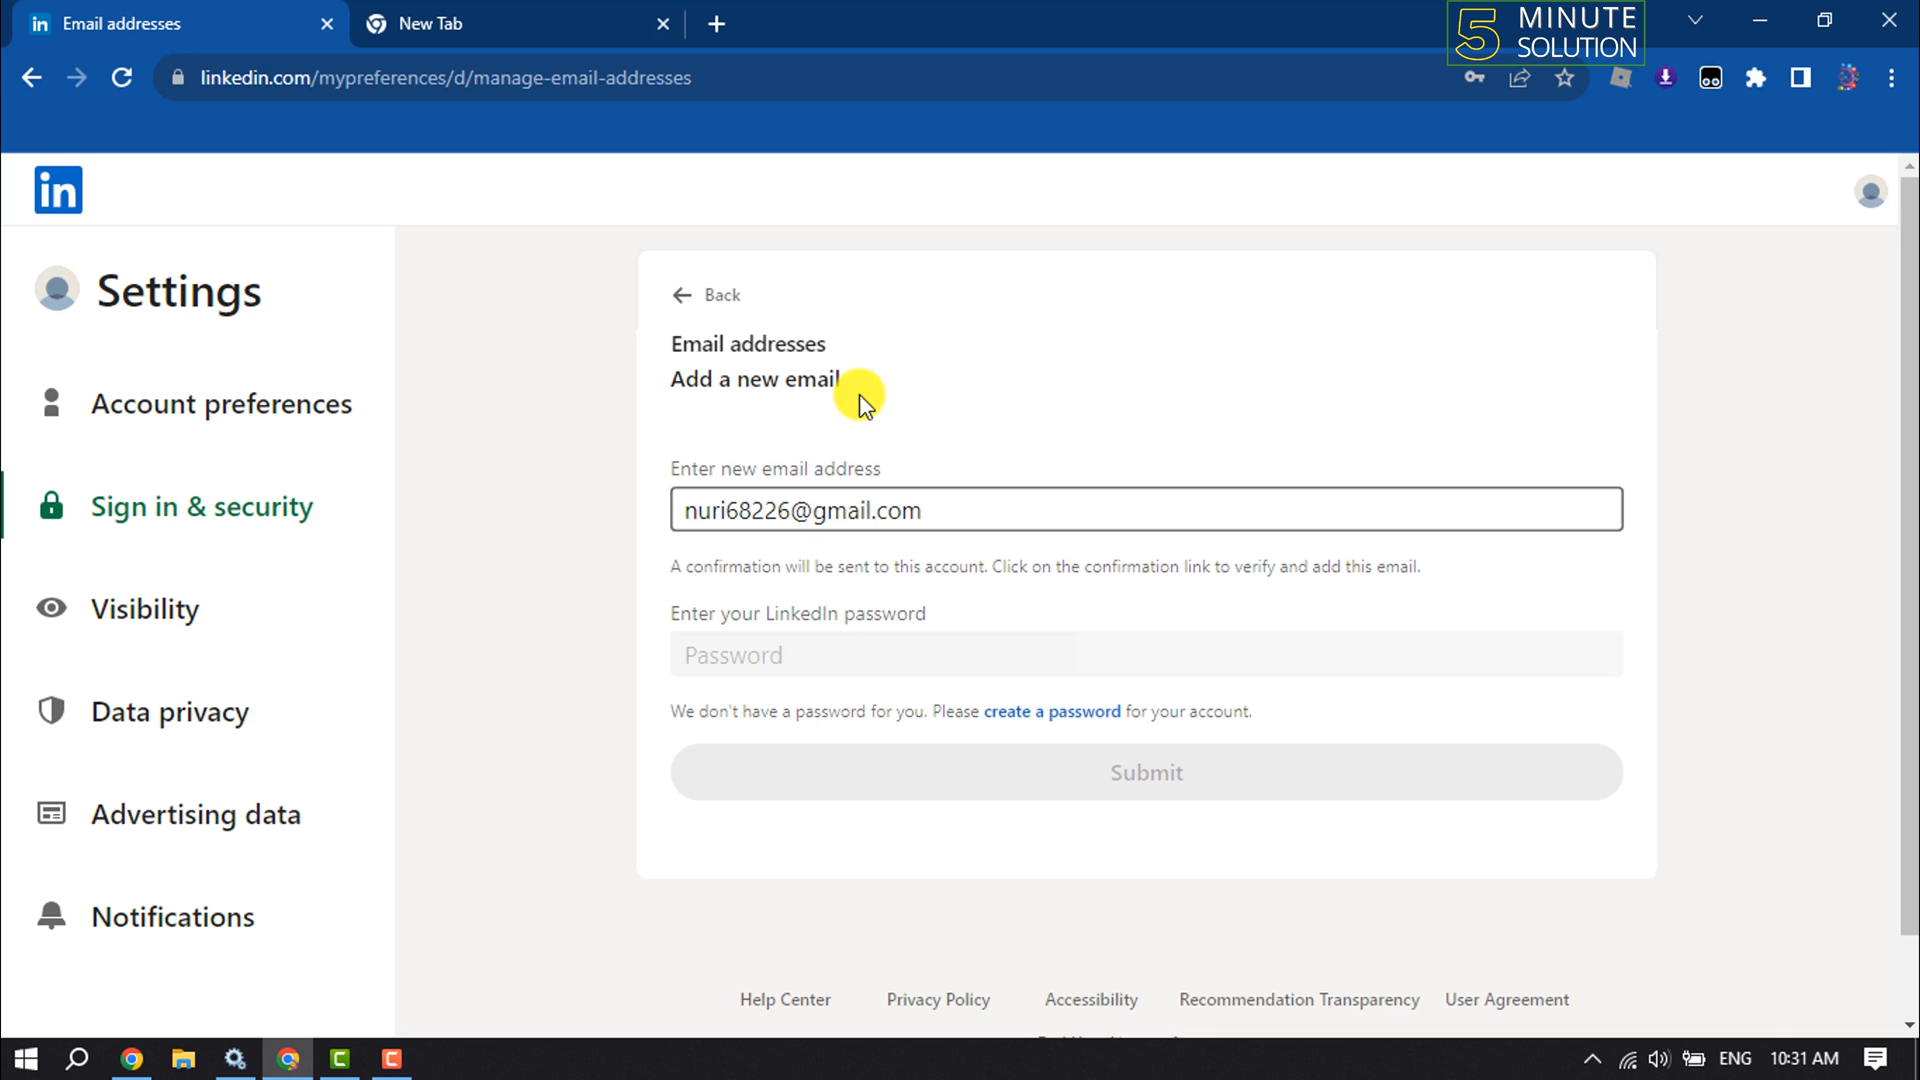 Email addresses
New Tab
5 MINUTE SOLUTION
linkedin.com/mypreferences/d/manage-email-addresses
in
Settings
Account preferences
Sign in & security
Visibility
Data privacy
Advertising data
Notifications
Back
Email addresses
Add a new email
Enter new email address
nuri68226@gmail.com
A confirmation will be sent to this account. Click on the confirmation link to verify and add this email.
Enter your LinkedIn password
Password
We don't have a password for you. Please create a password for your account.
Submit
Help Center Privacy Policy Accessibility Recommendation Transparency User Agreement
ENG 10:31 AM